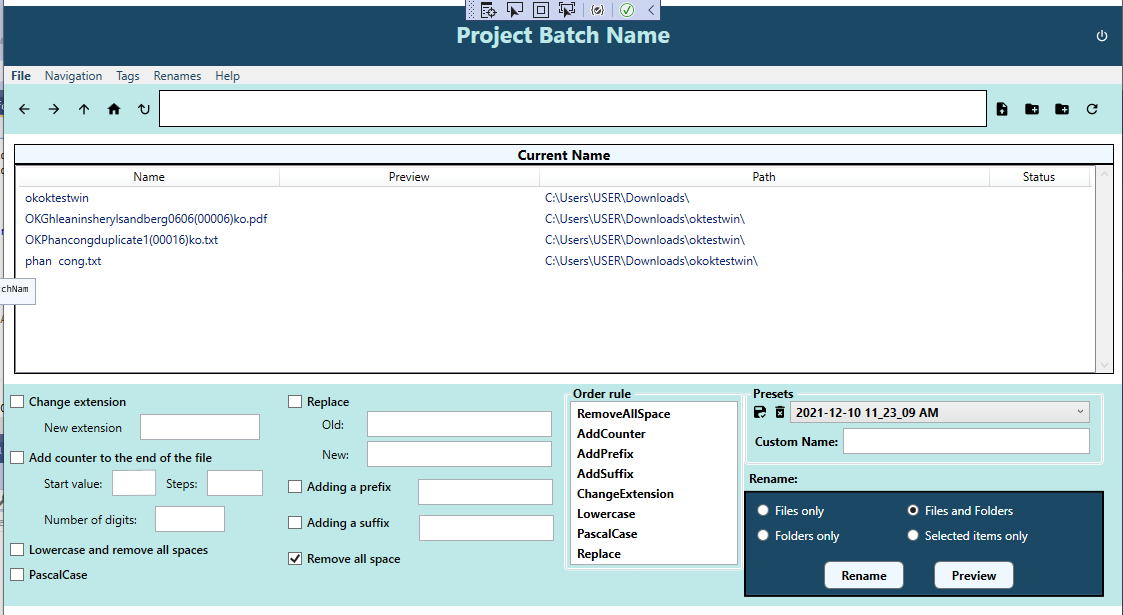 Project Batch Name
File Navigation Tags Renames Help
Current Name
Name Preview Path Status
okoktestwin C:\Users\USER\Downloads\
OKGhleaninsherylsandberg0606(00006)ko.pdf C:\Users\USER\Downloads\oktestwin\
OKPhancongduplicate1(00016)ko.txt C:\Users\USER\Downloads\oktestwin\
phan  cong.txt C:\Users\USER\Downloads\okoktestwin\
chNam
Change extension
New extension
Add counter to the end of the file
Start value: Steps:
Number of digits:
Lowercase and remove all spaces
PascalCase
Replace
Old:
New:
Adding a prefix
Adding a suffix
Remove all space
Order rule
RemoveAllSpace
AddCounter
AddPrefix
AddSuffix
ChangeExtension
Lowercase
PascalCase
Replace
Presets
2021-12-10 11_23_09 AM
Custom Name:
Rename:
Files only Files and Folders
Folders only Selected items only
Rename Preview